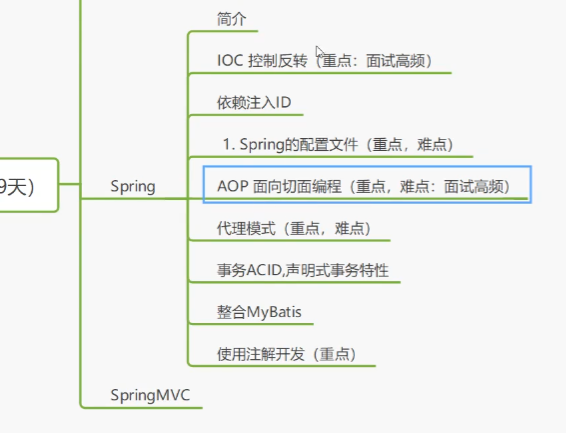 简介
IOC 控制反转（重点：面试高频）
依赖注入ID
1. Spring的配置文件（重点，难点）
9天）
Spring
AOP 面向切面编程（重点，难点：面试高频）
代理模式（重点，难点）
事务ACID,声明式事务特性
整合MyBatis
使用注解开发（重点）
SpringMVC